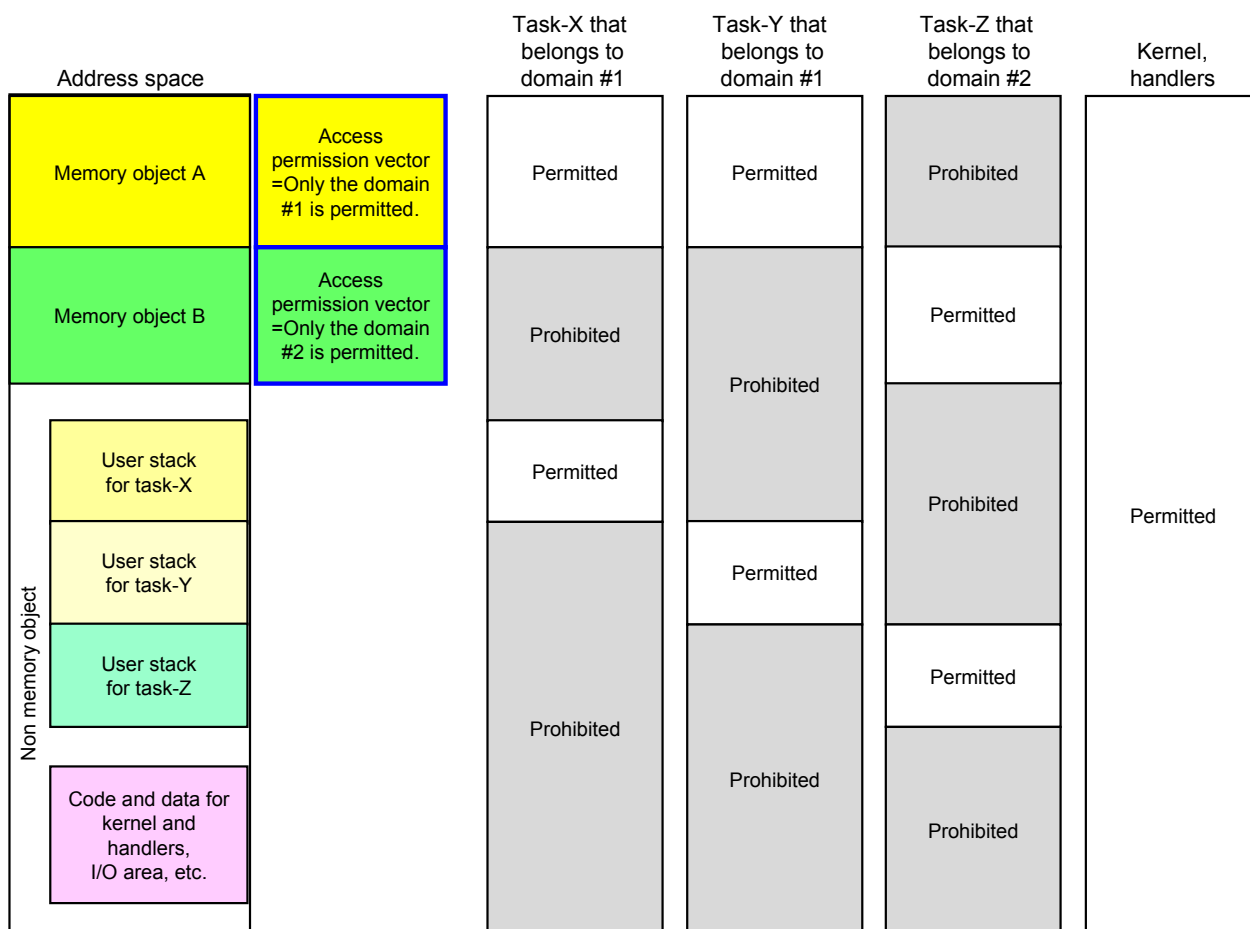 Task-X that
belongs to
domain #1
Task-Y that
belongs to
domain #1
Task-Z that
belongs to
domain #2
Kernel,
handlers
Address space
Memory object A
Access
permission vector
=Only the domain
#1 is permitted.
Permitted
Permitted
Prohibited
Memory object B
Access
permission vector
=Only the domain
#2 is permitted.
Prohibited
Prohibited
Permitted
Non memory object
User stack
for task-X
Permitted
Prohibited
Permitted
User stack
for task-Y
Permitted
User stack
for task-Z
Prohibited
Prohibited
Permitted
Code and data for
kernel and
handlers,
I/O area, etc.
Prohibited